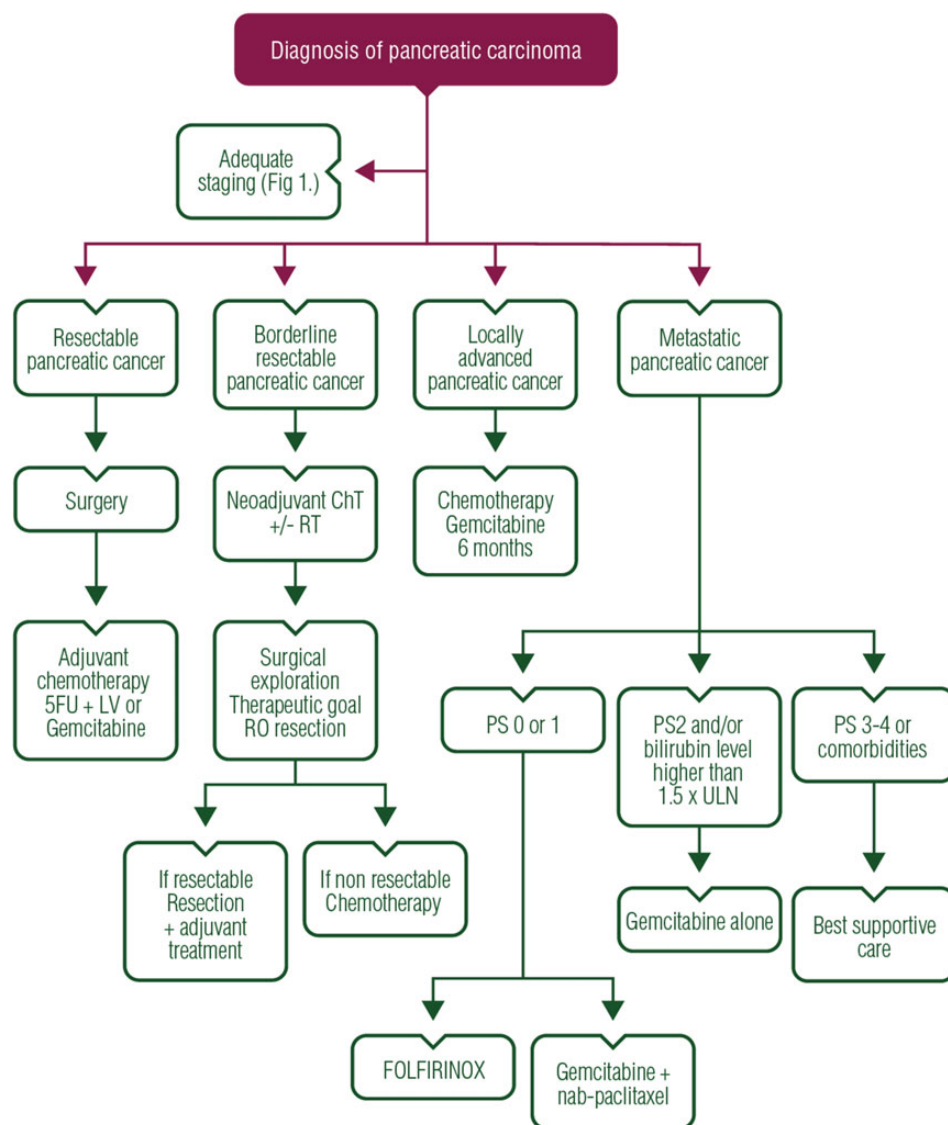 Diagnosis of pancreatic carcinoma
Adequate
staging (Fig 1.)
Resectable
pancreatic cancer
Borderline
resectable
pancreatic cancer
Locally
advanced
pancreatic cancer
Metastatic
pancreatic cancer
Surgery
Neoadjuvant ChT
+/- RT
Chemotherapy
Gemcitabine
6 months
Adjuvant
chemotherapy
5FU + LV or
Gemcitabine
Surgical
exploration
Therapeutic goal
RO resection
PS 0 or 1
PS2 and/or
bilirubin level
higher than
1.5 x ULN
PS 3-4 or
comorbidities
If resectable
Resection
+ adjuvant
treatment
If non resectable
Chemotherapy
Gemcitabine alone
Best supportive
care
FOLFIRINOX
Gemcitabine +
nab-paclitaxel